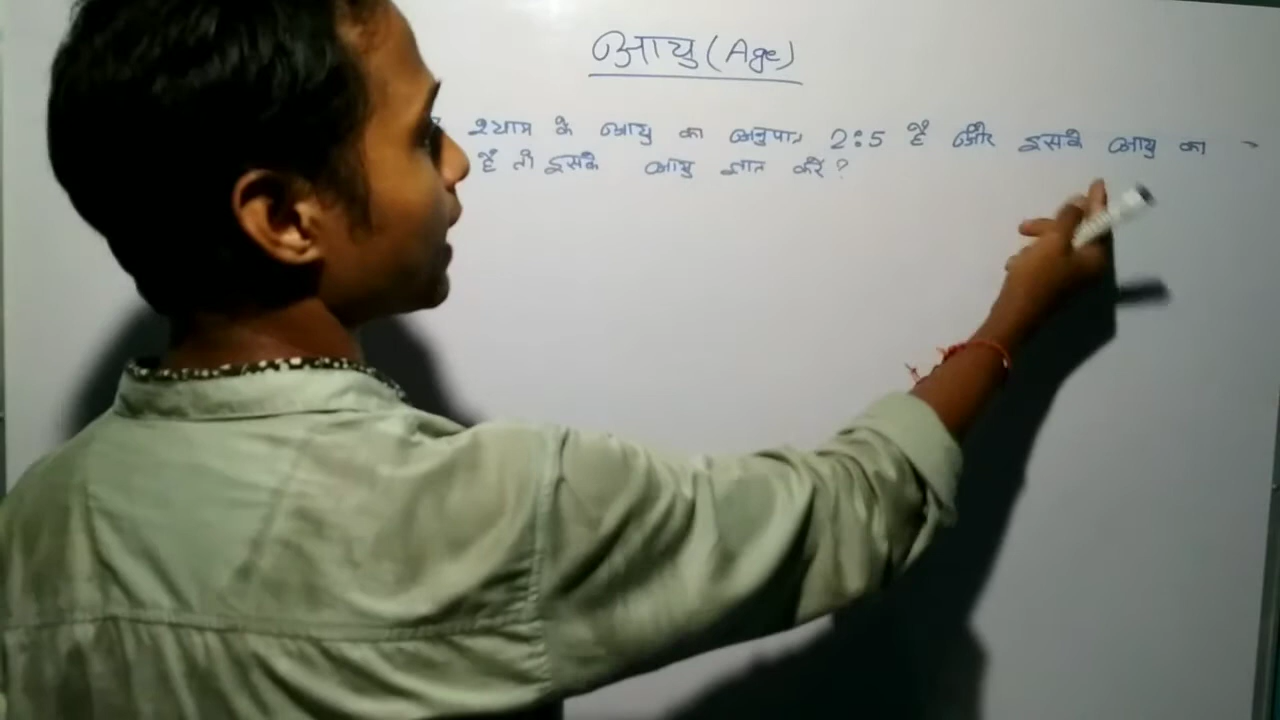 आयु (Age)
श्याम के आयु का अनुपात 2:5 है और इसके आयु का
है तो इसके आयु ज्ञात करें?